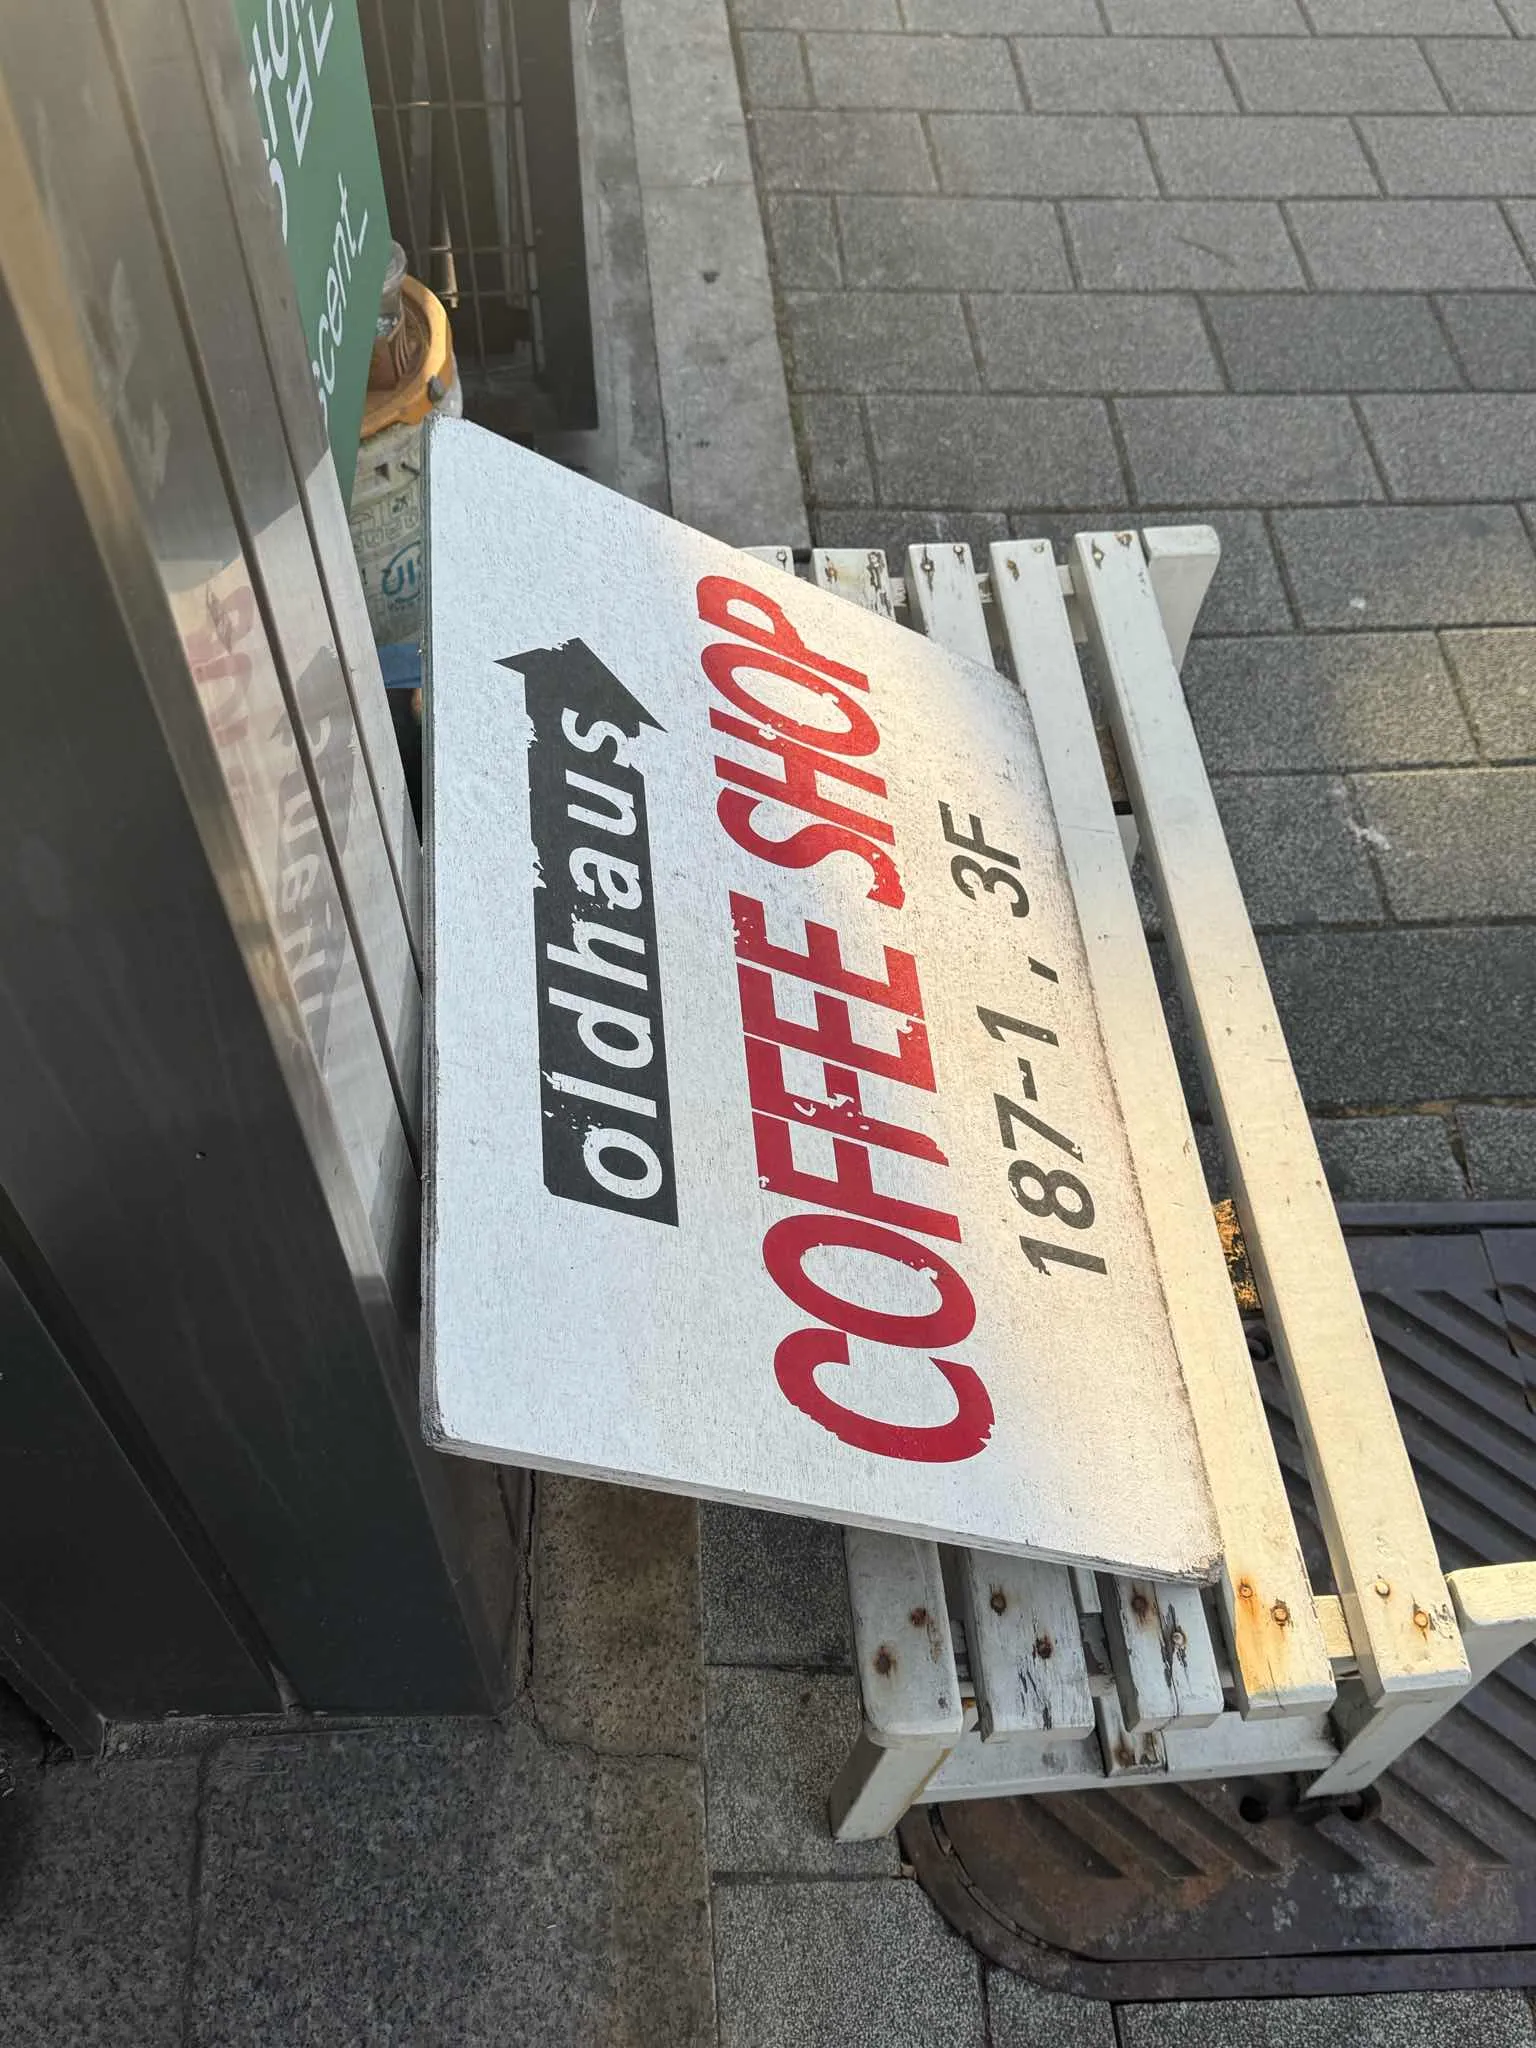 oldhaus
COFFEE SHOP
187-1, 3F